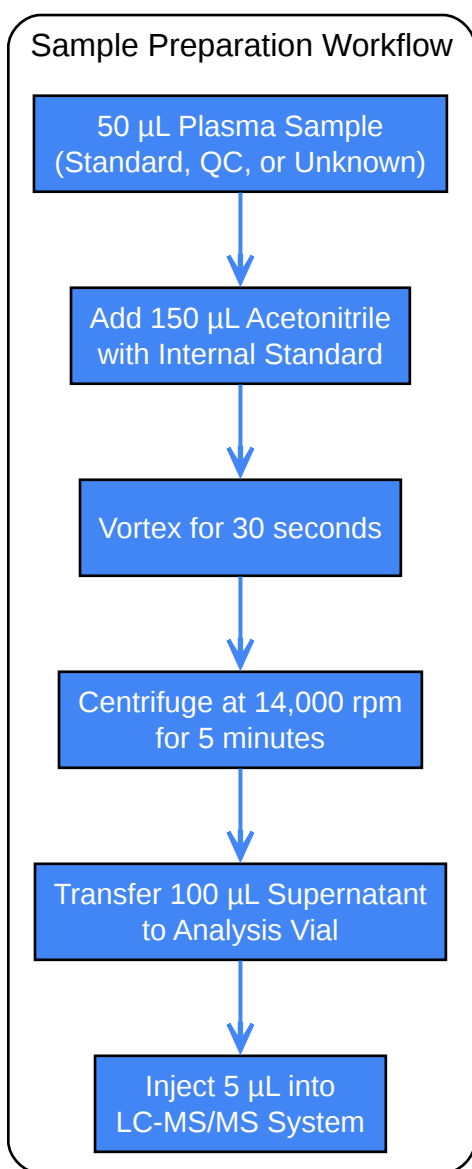 Sample Preparation Workflow
50 µL Plasma Sample
(Standard, QC, or Unknown)
Add 150 µL Acetonitrile
with Internal Standard
Vortex for 30 seconds
Centrifuge at 14,000 rpm
for 5 minutes
Transfer 100 µL Supernatant
to Analysis Vial
Inject 5 µL into
LC-MS/MS System